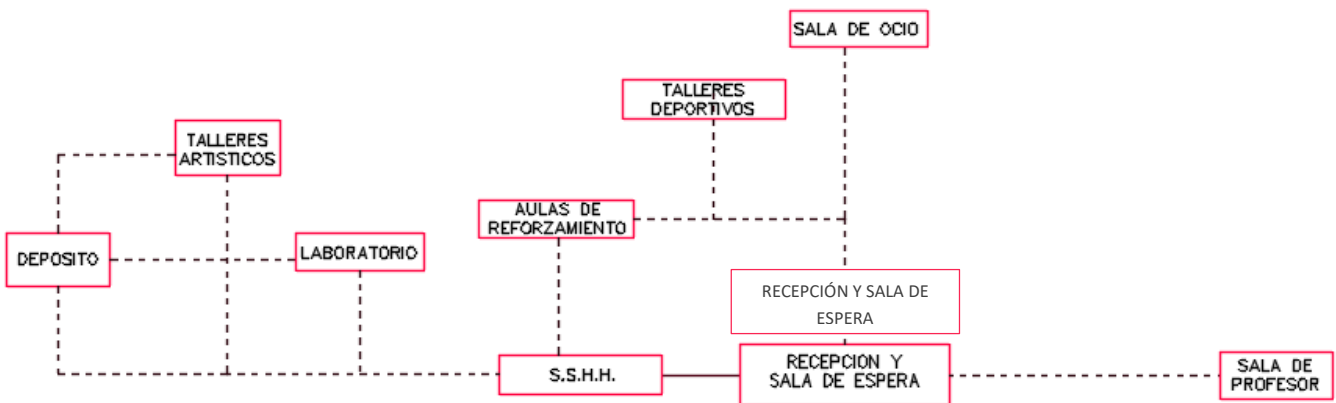 SALA DE OCIO
TALLERES
DEPORTIVOS
TALLERES
ARTISTICOS
AULAS DE
REFORZAMIENTO
DEPOSITO
LABORATORIO
RECEPCIÓN Y SALA DE
ESPERA
S.S.H.H.
RECEPCION Y
SALA DE ESPERA
SALA DE
PROFESOR